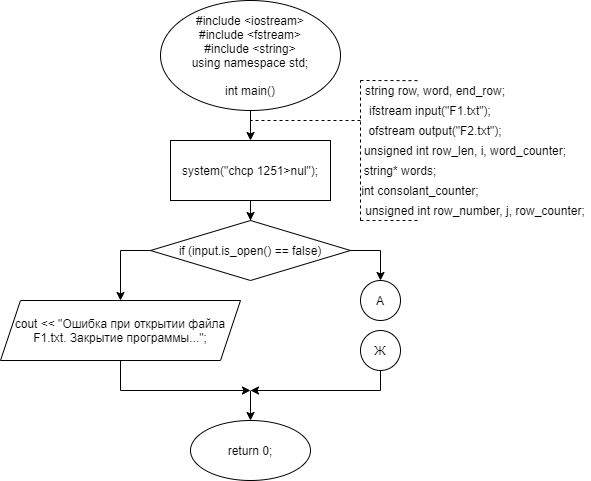 #include <iostream>
#include <fstream>
#include <string>
using namespace std;
int main()
string row, word, end_row;
ifstream input("F1.txt");
ofstream output("F2.txt");
unsigned int row_len, i, word_counter;
string* words;
int consolant_counter;
unsigned int row_number, j, row_counter;
system("chcp 1251>nul");
if (input.is_open() == false)
cout << "Ошибка при открытии файла
F1.txt. Закрытие программы...";
А
Ж
return 0;